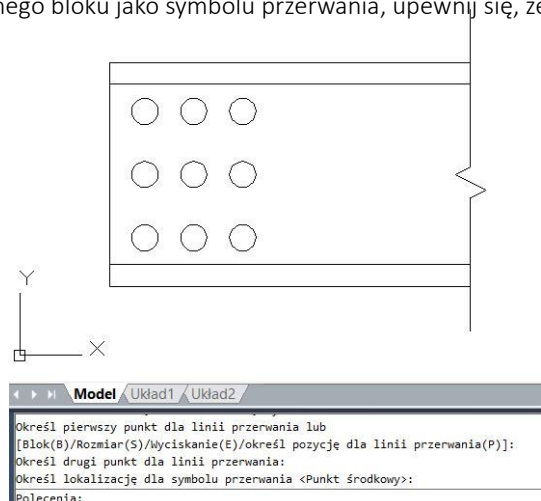 nego bloku jako symbolu przerwania, upewnij się, że
Y
X
Model Układ1 Układ2
Określ pierwszy punkt dla linii przerwania lub
[Blok(B)/Rozmiar(S)/Wyciskanie(E)/określ pozycję dla linii przerwania(P)]:
Określ drugi punkt dla linii przerwania:
Określ lokalizację dla symbolu przerwania <Punkt środkowy>:
Polecenia: